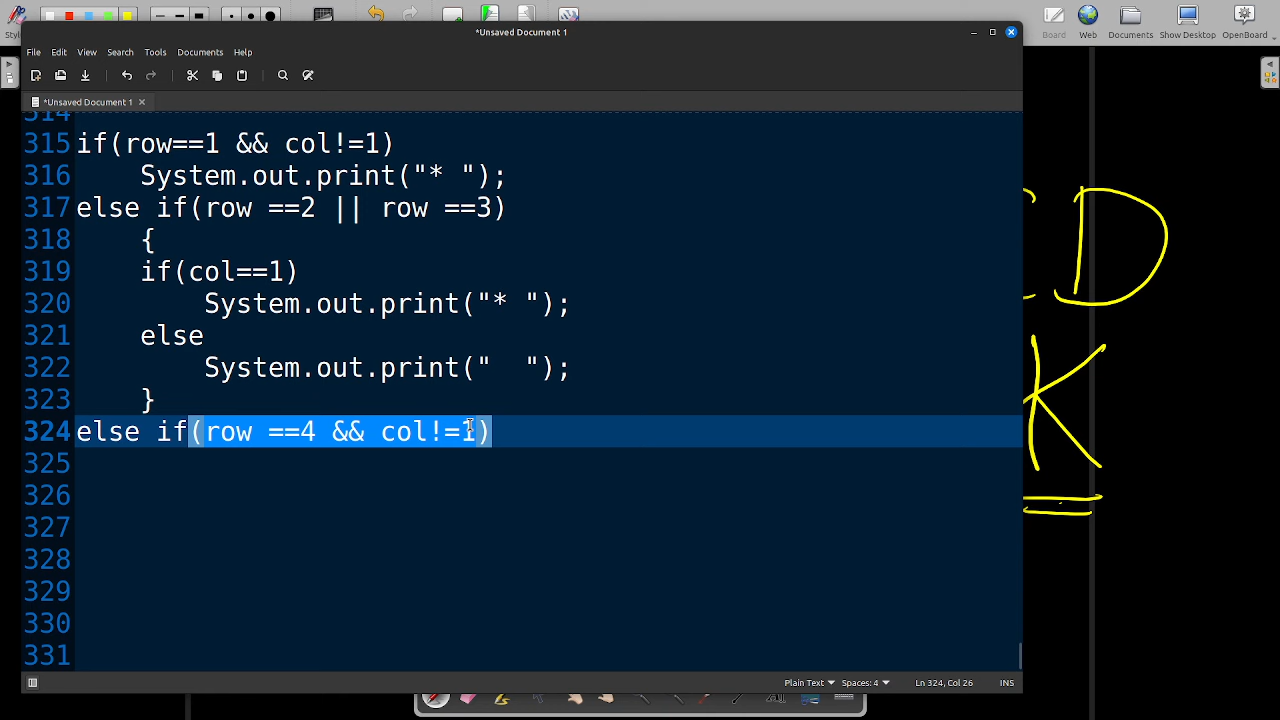 Board
Web
Documents
Show Desktop
OpenBoard
*Unsaved Document 1
File Edit View Search Tools Documents Help
*Unsaved Document 1
314
315 if(row==1 && col!=1)
316 System.out.print("* ");
317 else if(row ==2 || row ==3)
318 {
319 if(col==1)
320 System.out.print("* ");
321 else
322 System.out.print("  ");
323 }
324 else if(row ==4 && col!=1)
325
326
327
328
329
330
331
D
K
Plain Text Spaces: 4 Ln 324, Col 26 INS